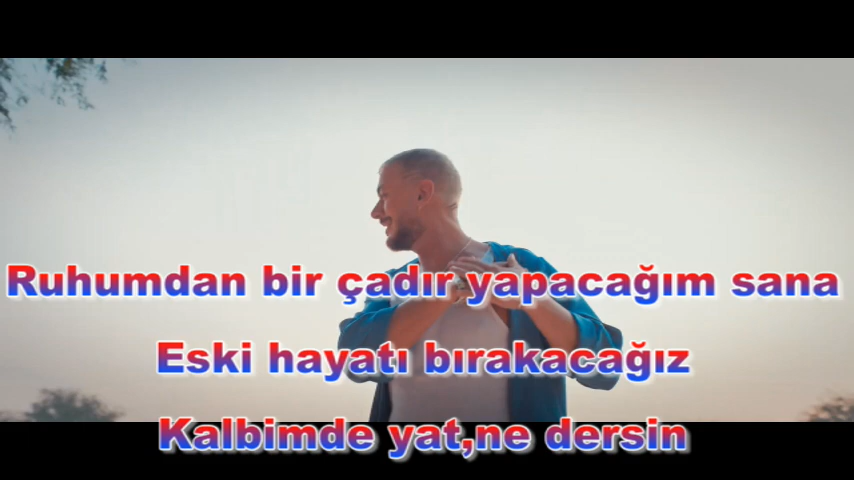 Ruhumdan bir çadır yapacağım sana
Eski hayatı bırakacağız
Kalbimde yat,ne dersin